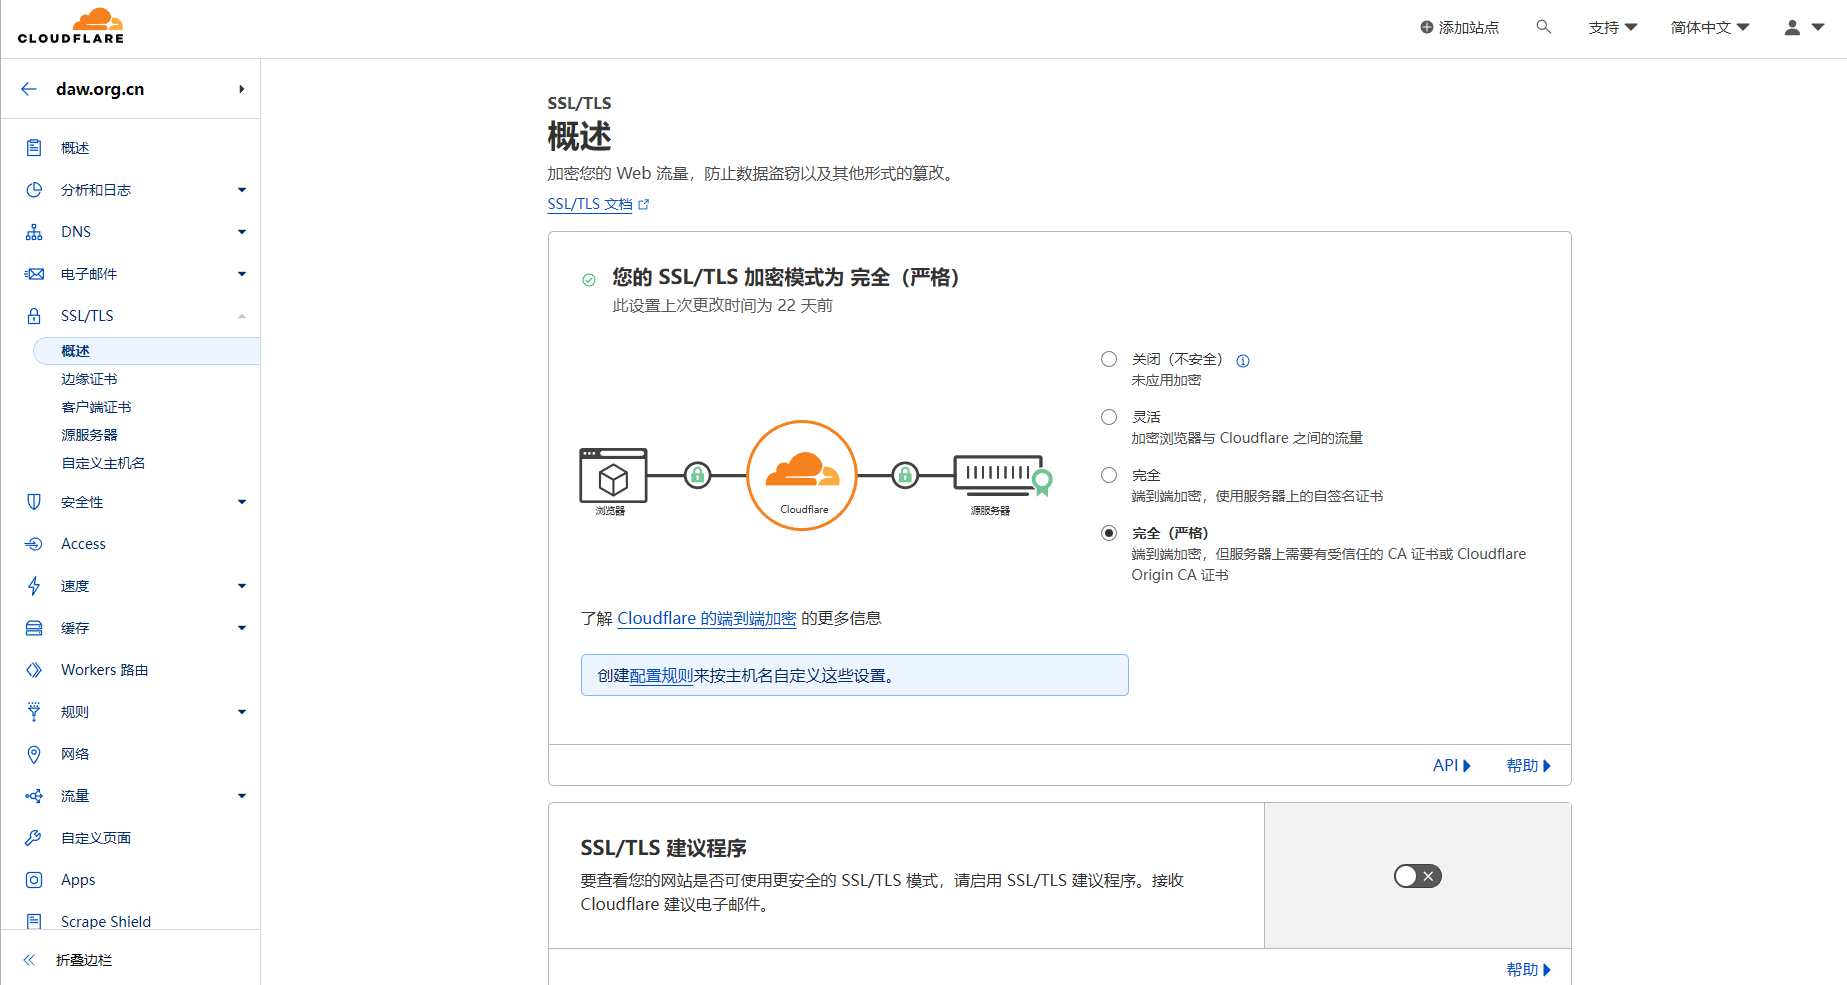 CLOUDFLARE
添加站点
支持
简体中文
daw.org.cn
概述
分析和日志
DNS
电子邮件
SSL/TLS
概述
边缘证书
客户端证书
源服务器
自定义主机名
安全性
Access
速度
缓存
Workers 路由
规则
网络
流量
自定义页面
Apps
Scrape Shield
折叠边栏
SSL/TLS
概述
加密您的 Web 流量，防止数据盗窃以及其他形式的篡改。
SSL/TLS 文档
您的 SSL/TLS 加密模式为 完全（严格）
此设置上次更改时间为 22 天前
浏览器
Cloudflare
源服务器
关闭（不安全）
未应用加密
灵活
加密浏览器与 Cloudflare 之间的流量
完全
端到端加密，使用服务器上的自签名证书
完全（严格）
端到端加密，但服务器上需要有受信任的 CA 证书或 Cloudflare
Origin CA 证书
了解 Cloudflare 的端到端加密 的更多信息
创建配置规则来按主机名自定义这些设置。
API
帮助
SSL/TLS 建议程序
要查看您的网站是否可使用更安全的 SSL/TLS 模式，请启用 SSL/TLS 建议程序。接收
Cloudflare 建议电子邮件。
帮助